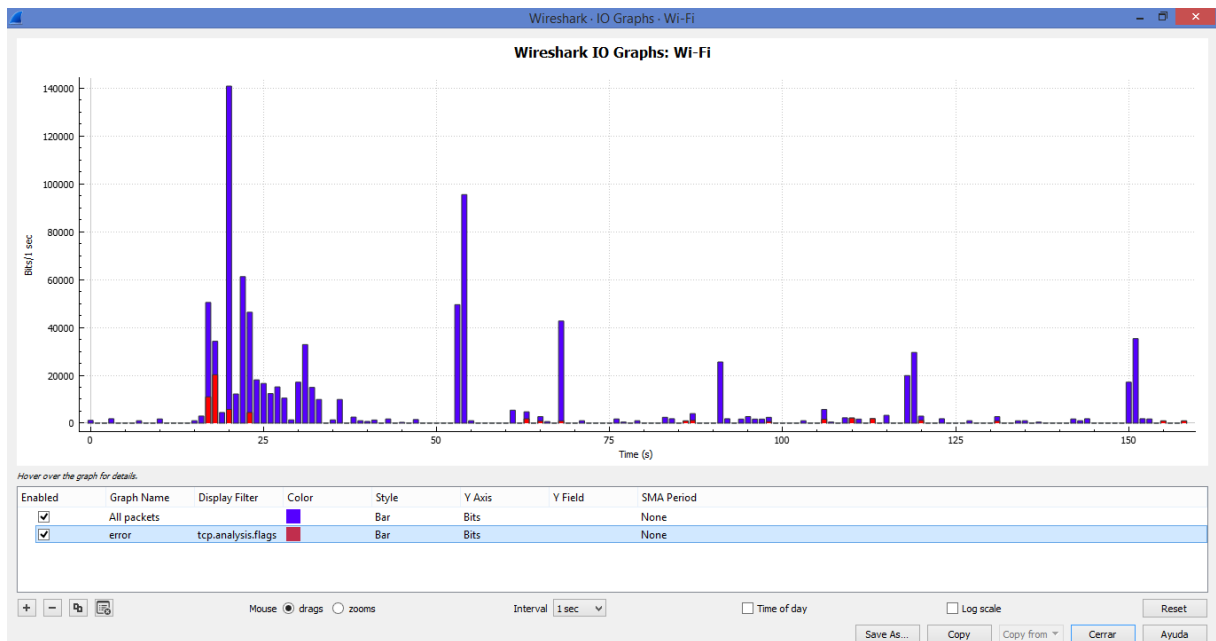 Wireshark · IO Graphs · Wi-Fi
Wireshark IO Graphs: Wi-Fi
140000
120000
100000
80000
60000
40000
20000
0
Bits/1 sec
0 25 50 75 100 125 150
Time (s)
Hover over the graph for details.
Enabled Graph Name Display Filter Color Style Y Axis Y Field SMA Period
All packets Bar Bits None
error tcp.analysis.flags Bar Bits None
Mouse drags zooms Interval 1 sec Time of day Log scale Reset
Save As... Copy Copy from Cerrar Ayuda